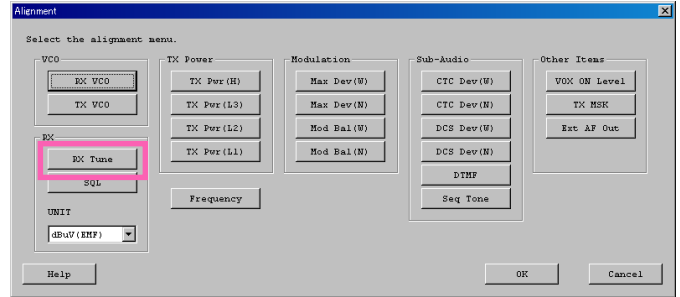 Alignment
Select the alignment menu.
VCO
RX VCO
TX VCO
RX
RX Tune
SQL
UNIT
dBuV(EMF)
TX Power
TX Pwr(H)
TX Pwr(L3)
TX Pwr(L2)
TX Pwr(L1)
Frequency
Modulation
Max Dev(W)
Max Dev(N)
Mod Bal(W)
Mod Bal(N)
Sub-Audio
CTC Dev(W)
CTC Dev(N)
DCS Dev(W)
DCS Dev(N)
DTMF
Seq Tone
Other Items
VOX ON Level
TX MSK
Ext AF Out
Help
OK
Cancel